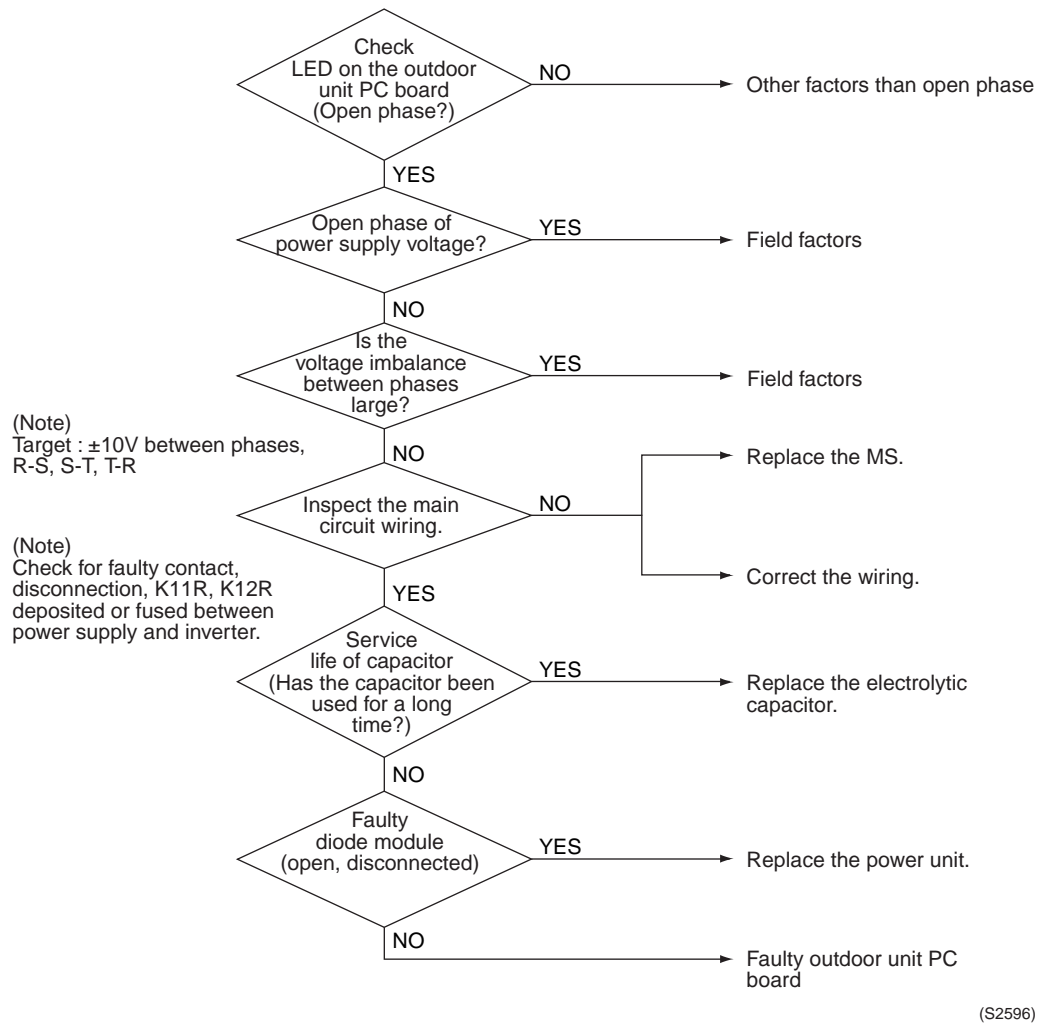 Check
LED on the outdoor
unit PC board
(Open phase?)
NO
Other factors than open phase
YES
Open phase of
power supply voltage?
YES
Field factors
NO
Is the
voltage imbalance
between phases
large?
YES
Field factors
(Note)
Target : ±10V between phases,
R-S, S-T, T-R
NO
Replace the MS.
Inspect the main
circuit wiring.
NO
Correct the wiring.
(Note)
Check for faulty contact,
disconnection, K11R, K12R
deposited or fused between
power supply and inverter.
YES
Service
life of capacitor
(Has the capacitor been
used for a long
time?)
YES
Replace the electrolytic
capacitor.
NO
Faulty
diode module
(open, disconnected)
YES
Replace the power unit.
NO
Faulty outdoor unit PC
board
(S2596)